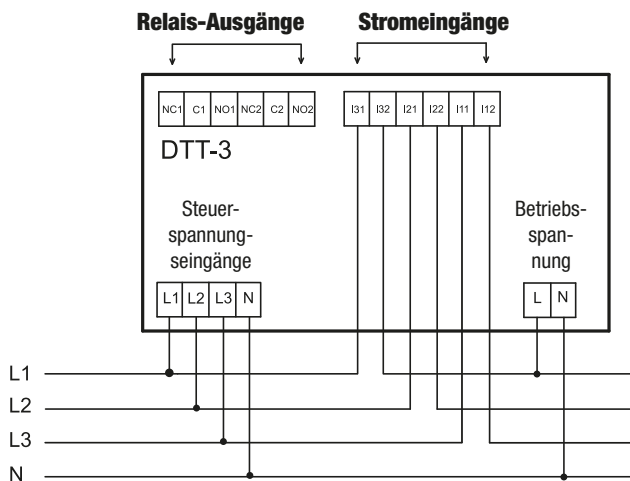 Relais-Ausgänge Stromeingänge
NC1 C1 NO1 NC2 C2 NO2 I31 I32 I21 I22 I11 I12
DTT-3
Steuer-
spannung-
seingänge
Betriebs-
span-
nung
L1 L2 L3 N L N
L1
L2
L3
N